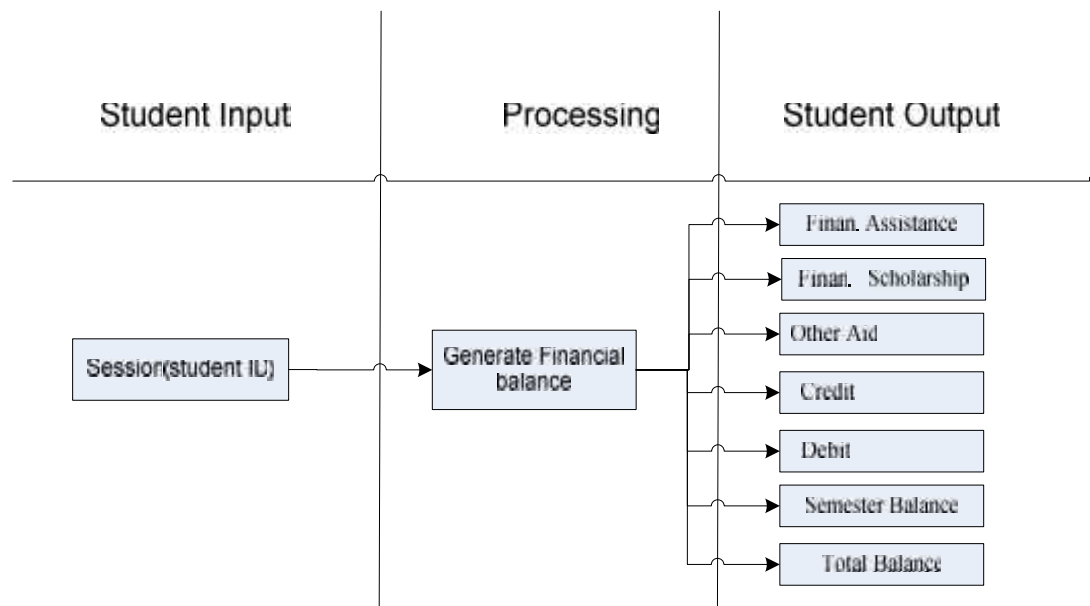 Student Input
Processing
Student Output
Finan. Assistance
Finan. Scholarship
Other Aid
Session(student ID)
Generate Financial
balance
Credit
Debit
Semester Balance
Total Balance